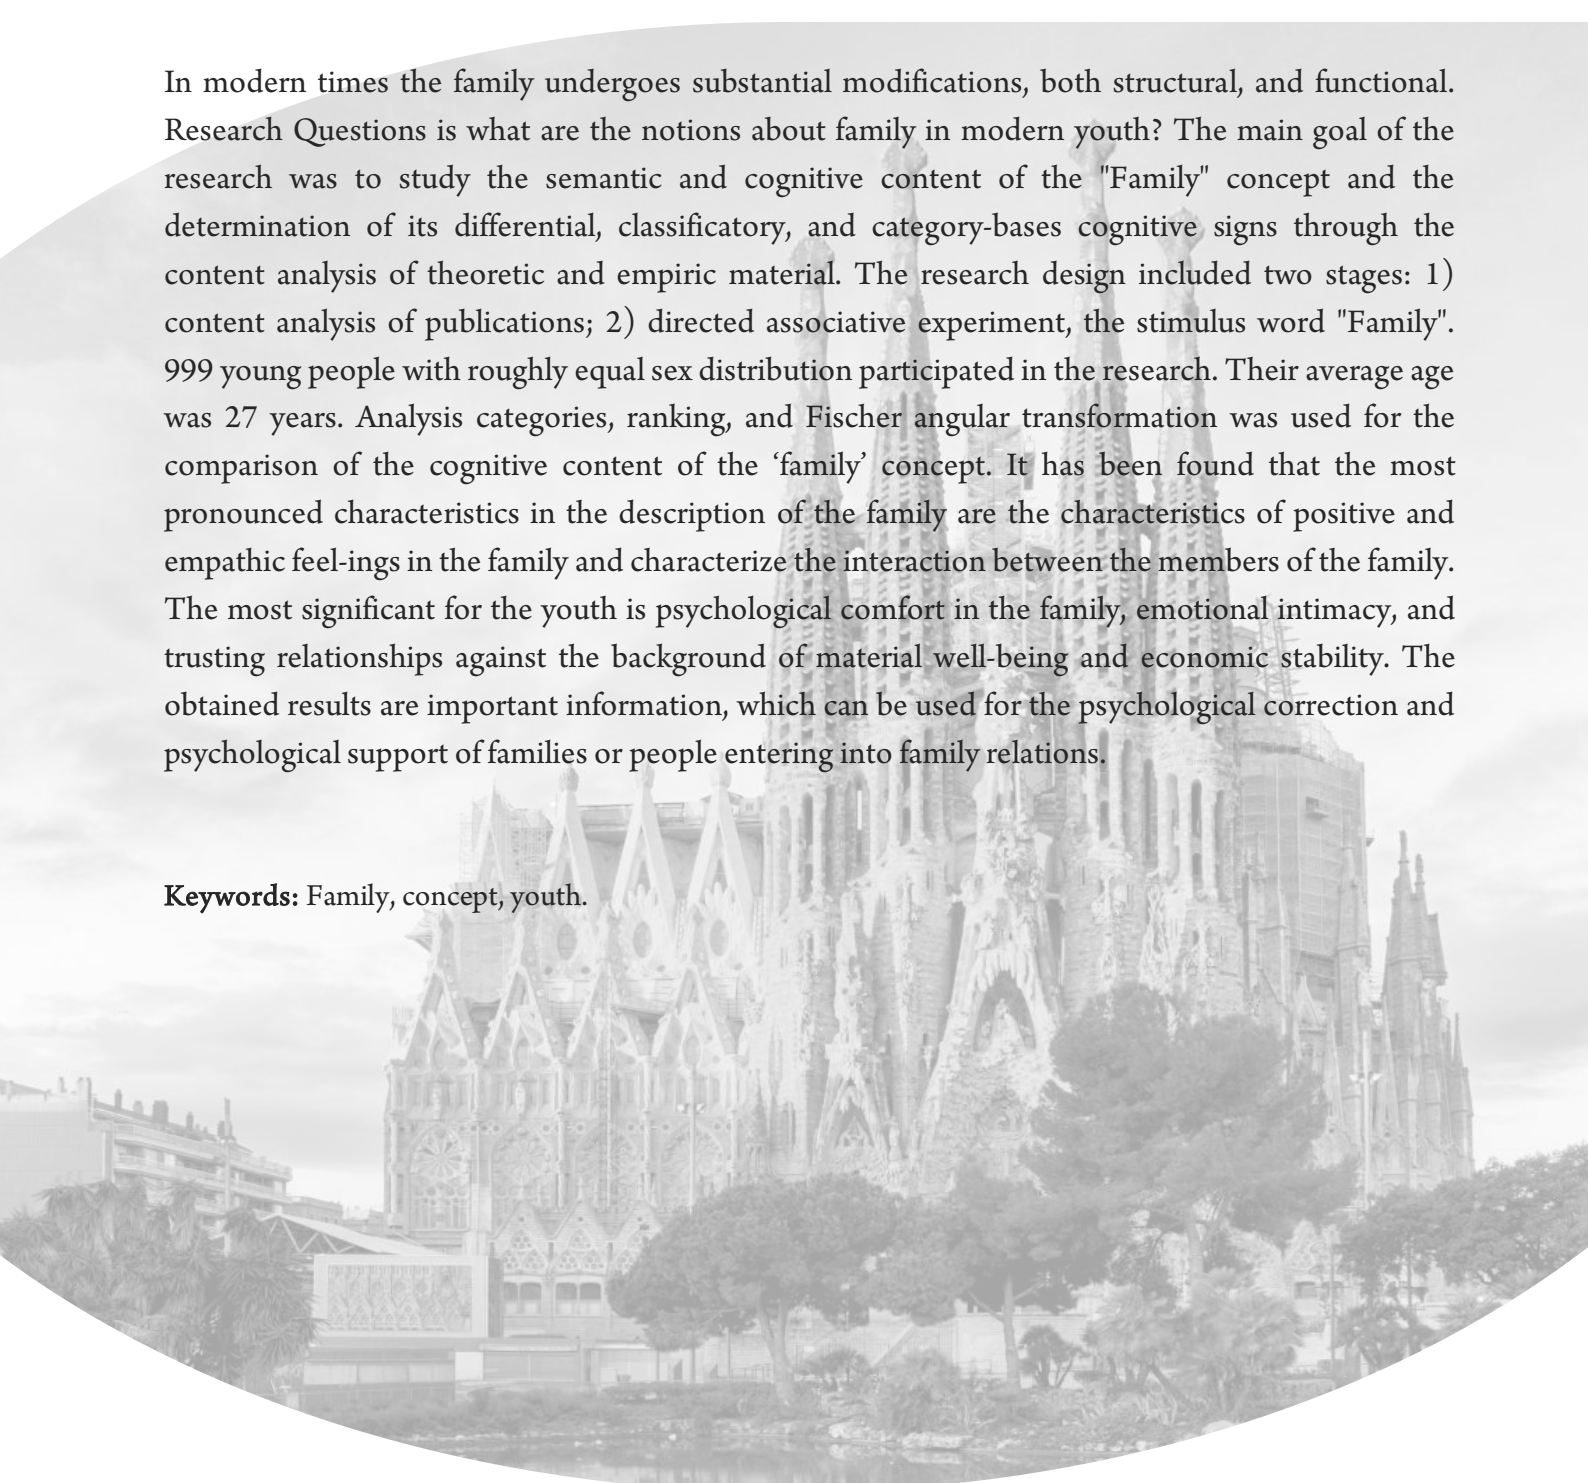 In modern times the family undergoes substantial modifications, both structural, and functional.
Research Questions is what are the notions about family in modern youth? The main goal of the
research was to study the semantic and cognitive content of the "Family" concept and the
determination of its differential, classificatory, and category-bases cognitive signs through the
content analysis of theoretic and empiric material. The research design included two stages: 1)
content analysis of publications; 2) directed associative experiment, the stimulus word "Family".
999 young people with roughly equal sex distribution participated in the research. Their average age
was 27 years. Analysis categories, ranking, and Fischer angular transformation was used for the
comparison of the cognitive content of the ‘family’ concept. It has been found that the most
pronounced characteristics in the description of the family are the characteristics of positive and
empathic feel-ings in the family and characterize the interaction between the members of the family.
The most significant for the youth is psychological comfort in the family, emotional intimacy, and
trusting relationships against the background of material well-being and economic stability. The
obtained results are important information, which can be used for the psychological correction and
psychological support of families or people entering into family relations.
Keywords: Family, concept, youth.